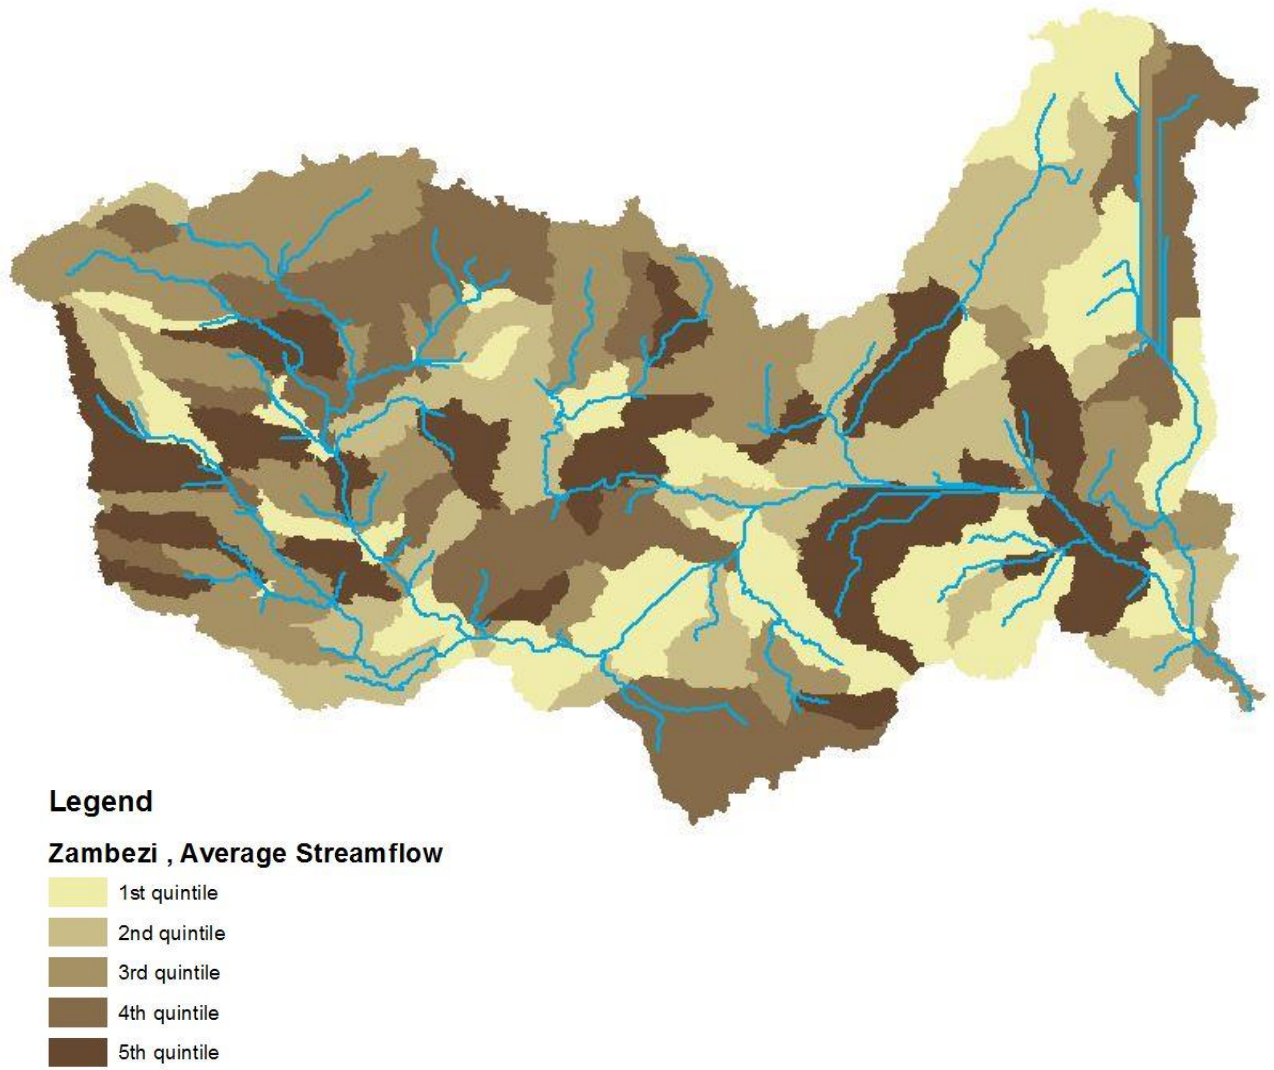 Legend
Zambezi , Average Streamflow
1st quintile
2nd quintile
3rd quintile
4th quintile
5th quintile